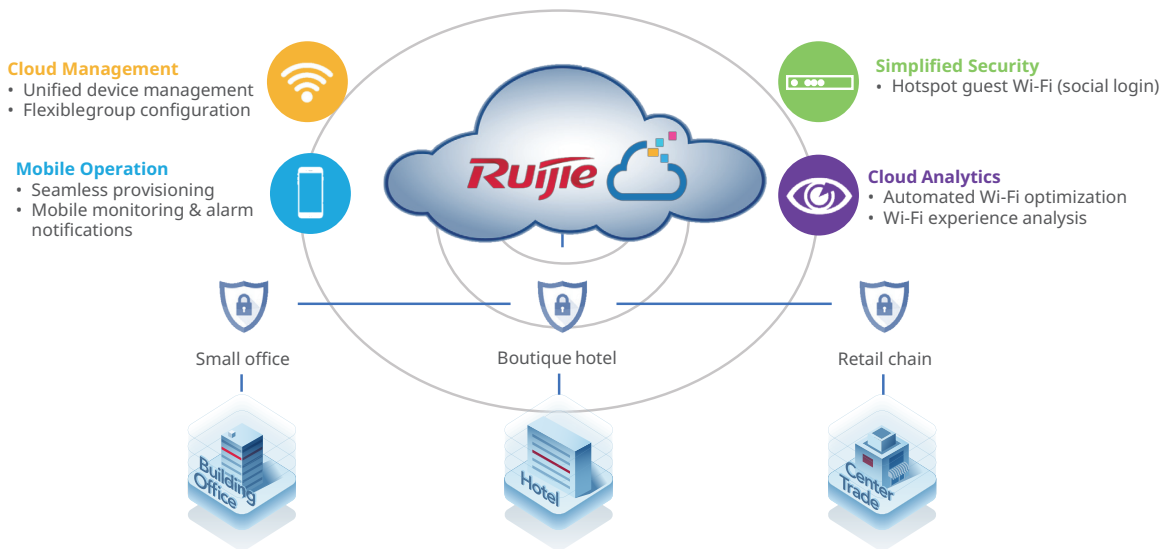 Cloud Management
• Unified device management
• Flexiblegroup configuration
Mobile Operation
• Seamless provisioning
• Mobile monitoring & alarm
notifications
Ruijie
Simplified Security
• Hotspot guest Wi-Fi (social login)
Cloud Analytics
• Automated Wi-Fi optimization
• Wi-Fi experience analysis
Small office
Boutique hotel
Retail chain
Building
Office
Hotel
Center
Trade